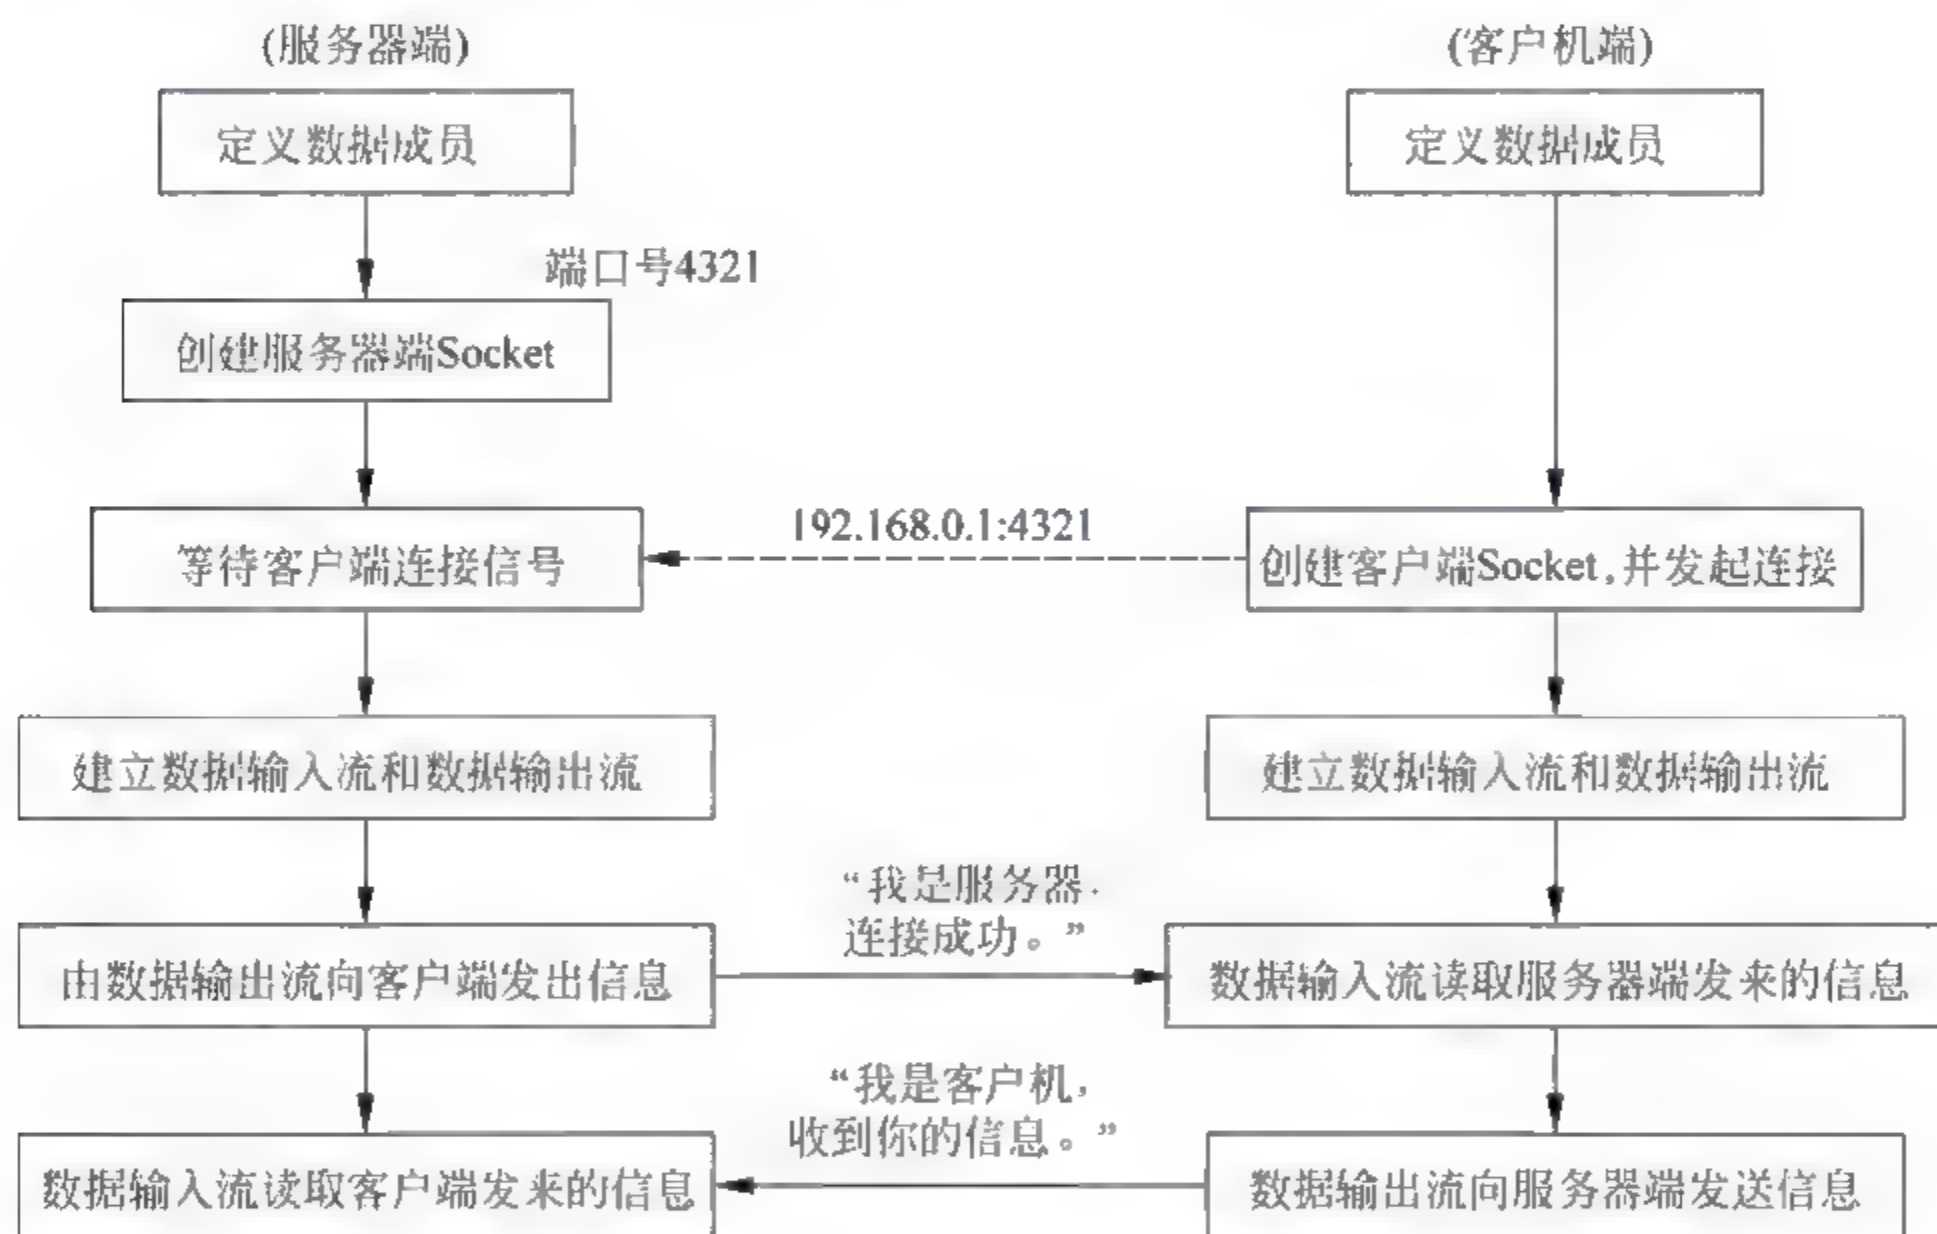 (服务器端)
(客户机端)
定义数据成员
定义数据成员
端口号4321
创建服务器端Socket
192.168.0.1:4321
等待客户端连接信号
创建客户端Socket,并发起连接
建立数据输入流和数据输出流
建立数据输入流和数据输出流
“我是服务器,
连接成功。”
由数据输出流向客户端发出信息
数据输入流读取服务器端发来的信息
“我是客户机,
收到你的信息。”
数据输入流读取客户端发来的信息
数据输出流向服务器端发送信息